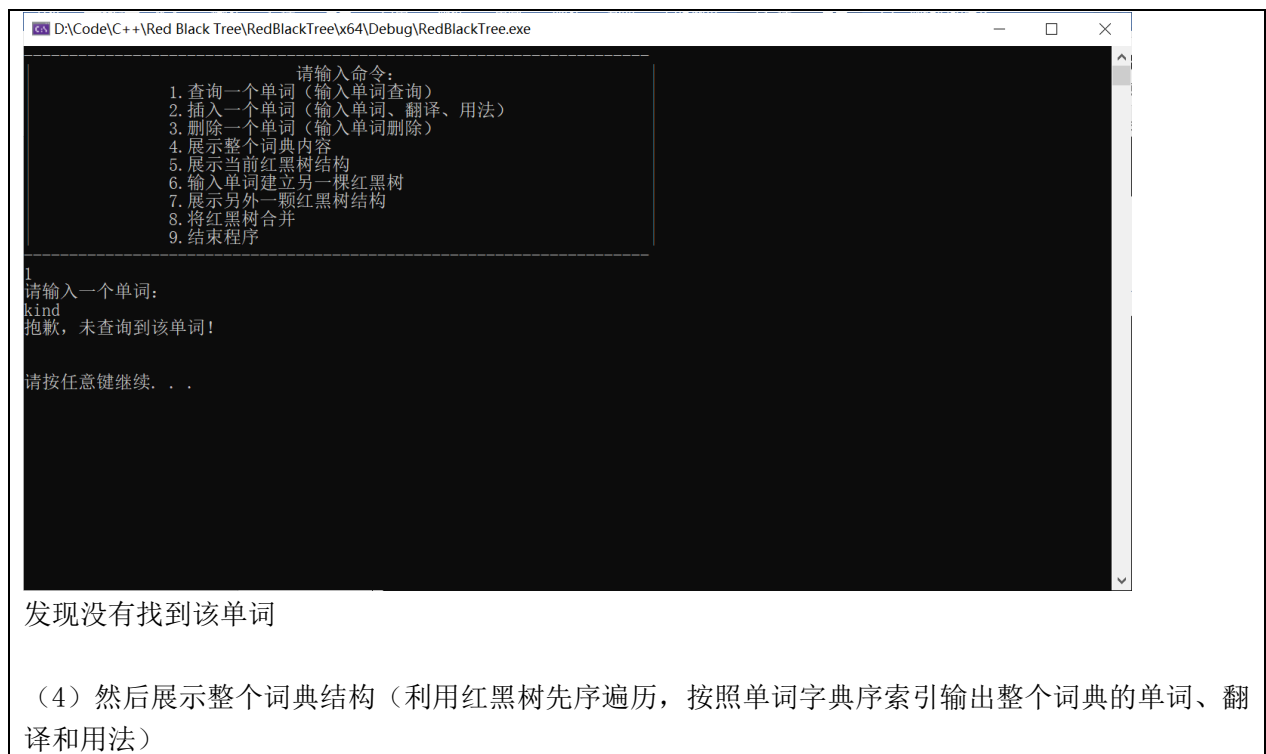 D:\Code\C++\Red Black Tree\RedBlackTree\x64\Debug\RedBlackTree.exe
请输入命令:
1.查询一个单词（输入单词查询）
2.插入一个单词（输入单词、翻译、用法）
3.删除一个单词（输入单词删除）
4.展示整个词典内容
5.展示当前红黑树结构
6.输入单词建立另一棵红黑树
7.展示另外一颗红黑树结构
8.将红黑树合并
9.结束程序
1
请输入一个单词:
kind
抱歉，未查询到该单词!
请按任意键继续. . .
发现没有找到该单词
（4）然后展示整个词典结构（利用红黑树先序遍历，按照单词字典序索引输出整个词典的单词、翻
译和用法）